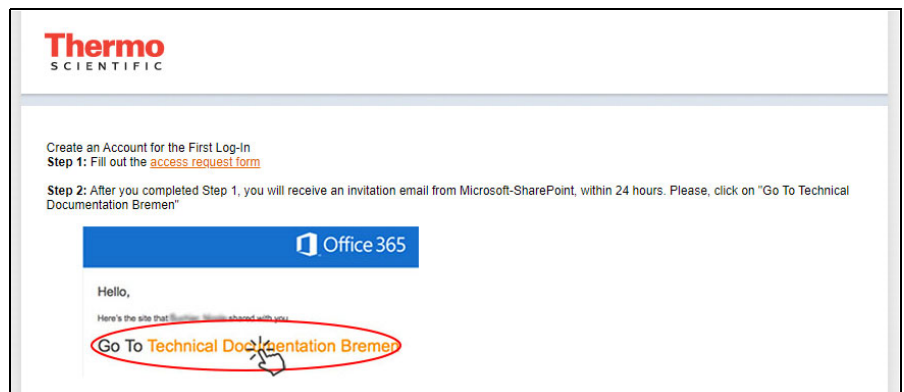 Thermo
SCIENTIFIC
Create an Account for the First Log-In
Step 1: Fill out the access request form
Step 2: After you completed Step 1, you will receive an invitation email from Microsoft-SharePoint, within 24 hours. Please, click on "Go To Technical
Documentation Bremen"
Office 365
Hello,
Here's the site that shared with you
Go To Technical Documentation Bremen